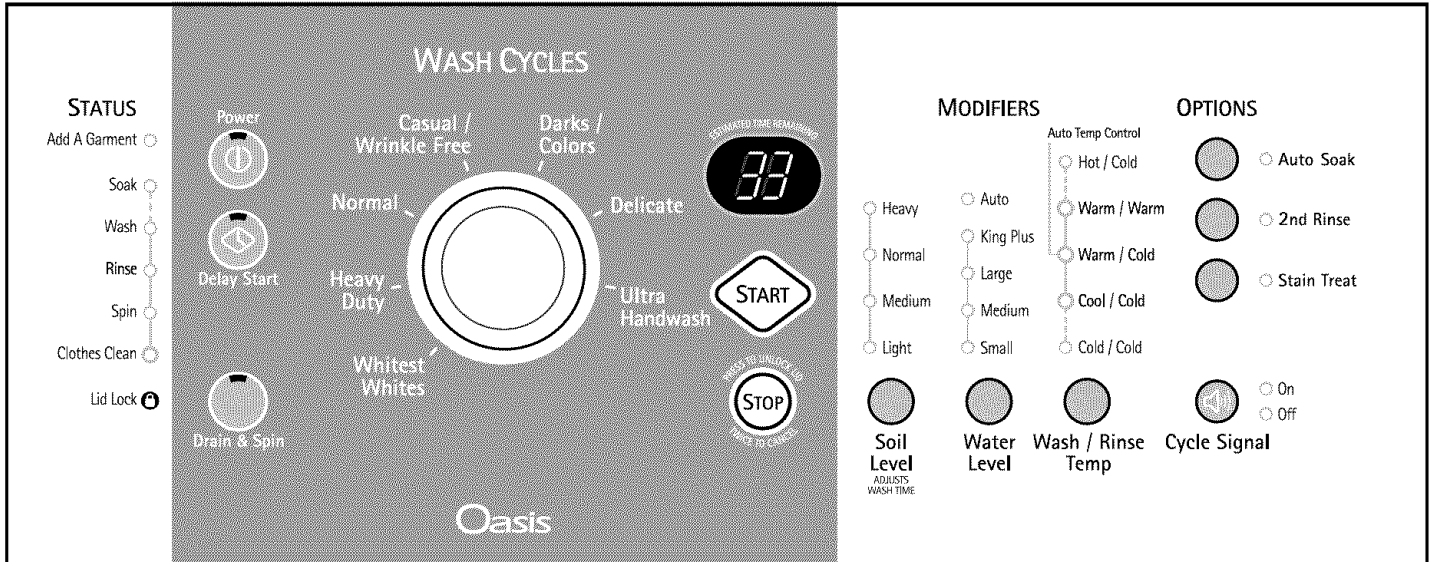 WASH CYCLES
STATUS
Add A Garment
Soak
Wash
Rinse
Spin
Clothes Clean
Lid Lock
Power
Delay Start
Drain & Spin
Casual /
Wrinkle Free
Darks /
Colors
Normal
Delicate
Heavy
Duty
Ultra
Handwash
Whitest
Whites
Oasis
ESTIMATED TIME REMAINING
33
START
PRESS TO UNLOCK LID
STOP
TWICE TO CANCEL
MODIFIERS
Heavy
Normal
Medium
Light
Soil
Level
ADJUSTS
WASH TIME
Auto
King Plus
Large
Medium
Small
Water
Level
Auto Temp Control
Hot / Cold
Warm / Warm
Warm / Cold
Cool / Cold
Cold / Cold
Wash / Rinse
Temp
OPTIONS
Auto Soak
2nd Rinse
Stain Treat
On
Off
Cycle Signal